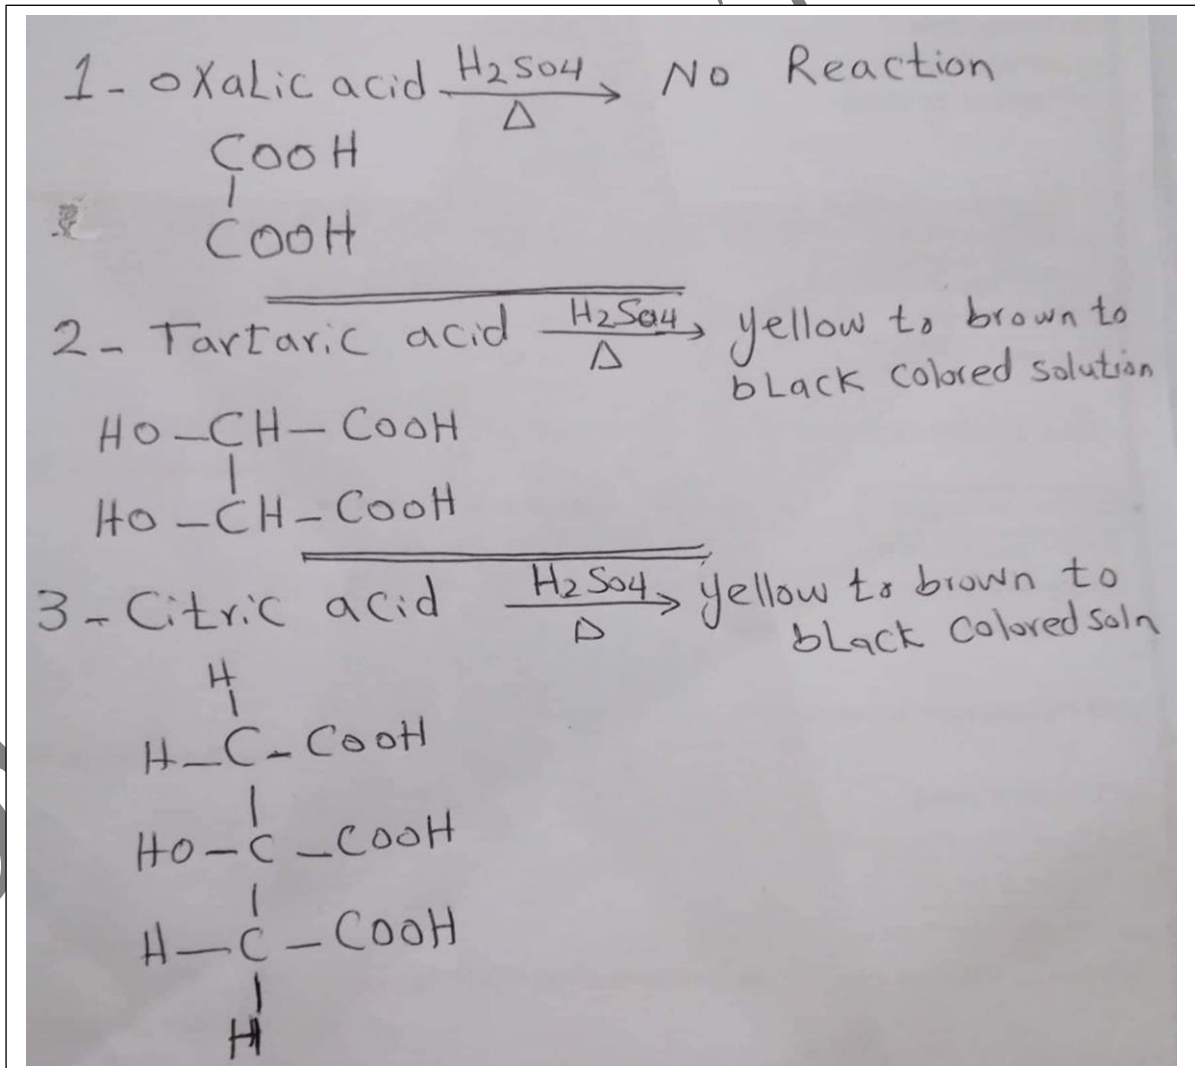 1- oxalic acid H2SO4 → No Reaction
Δ
COOH
|
COOH
2- Tartaric acid H2SO4 → yellow to brown to
Δ black colored solution
HO-CH-COOH
|
HO-CH-COOH
3- Citric acid H2SO4 → yellow to brown to
Δ black colored soln
H
|
H-C-COOH
|
HO-C-COOH
|
H-C-COOH
|
H